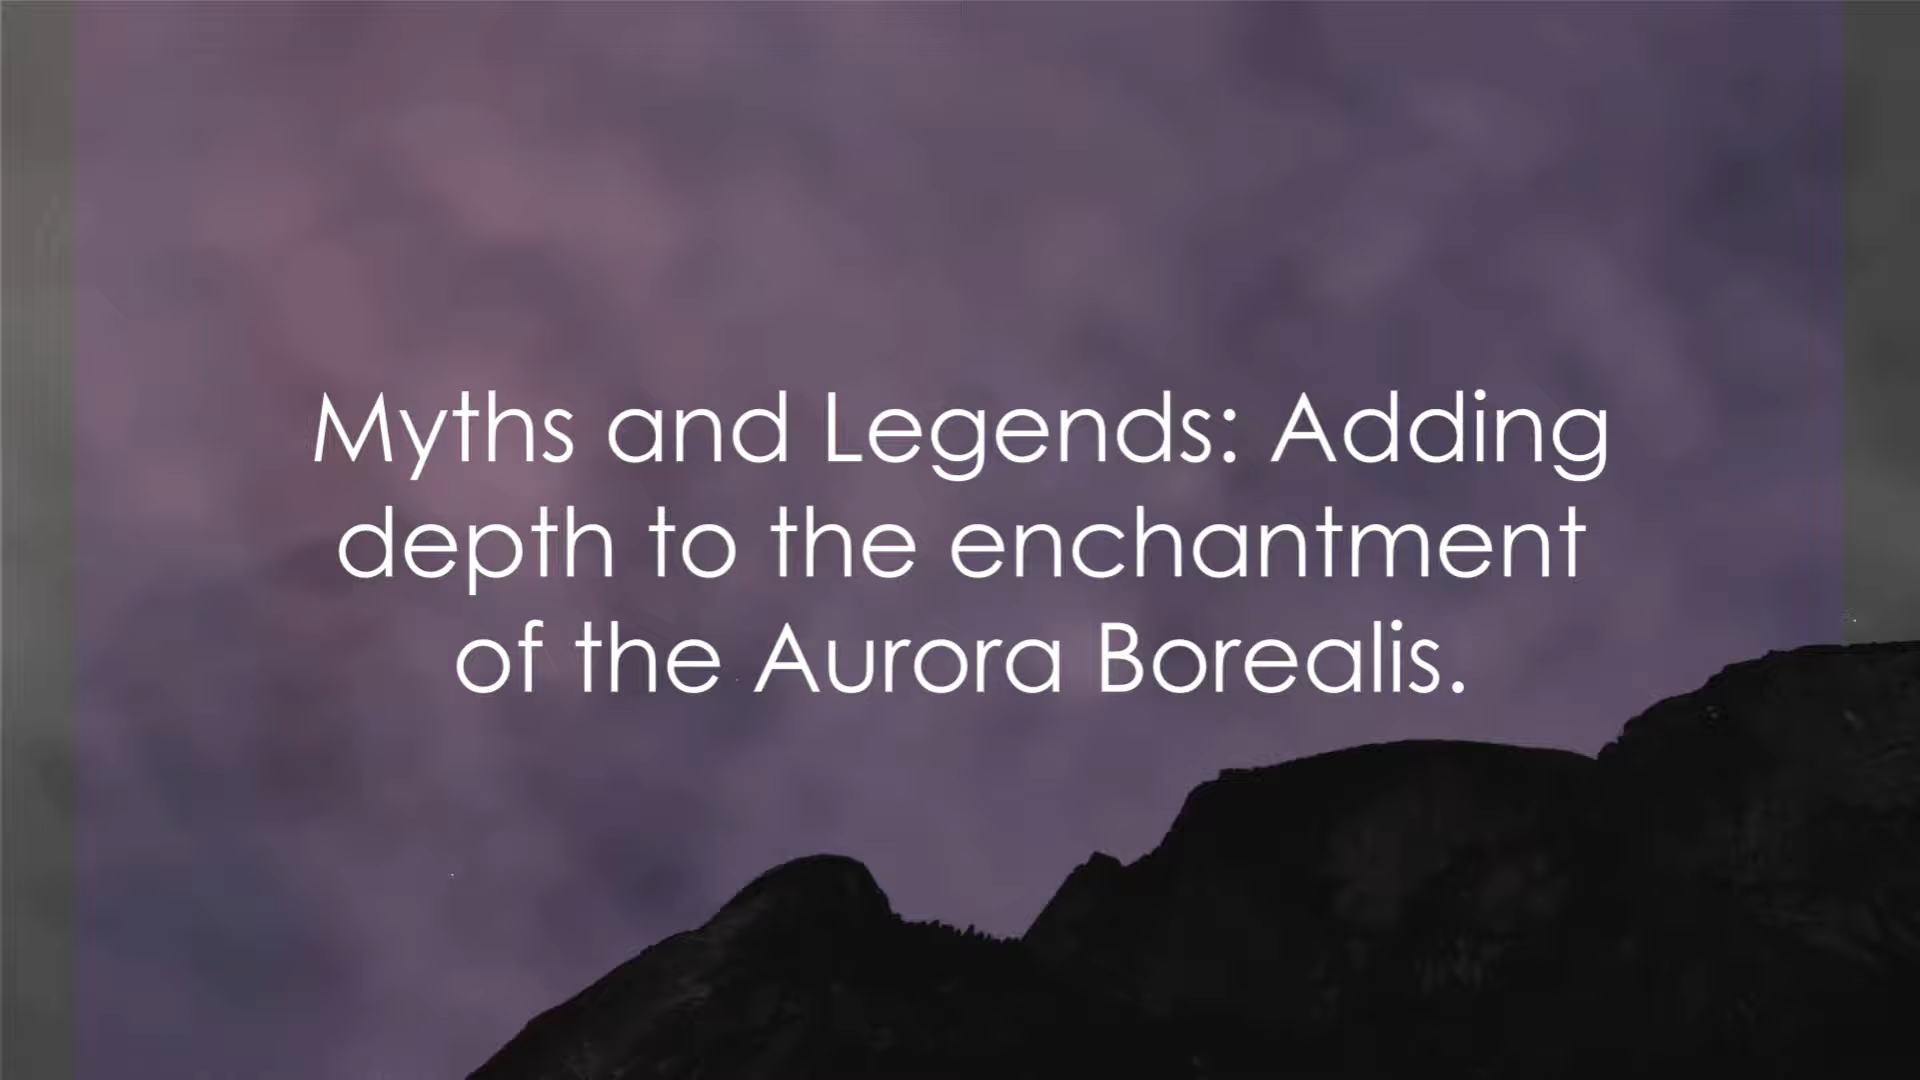 Myths and Legends: Adding
depth to the enchantment
of the Aurora Borealis.